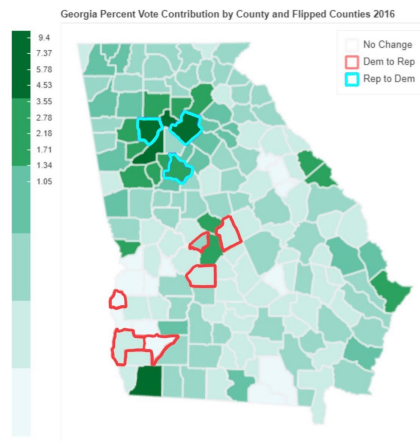 Georgia Percent Vote Contribution by County and Flipped Counties 2016
9.4
7.37
5.78
4.53
3.55
2.78
2.18
1.71
1.34
1.05
No Change
Dem to Rep
Rep to Dem